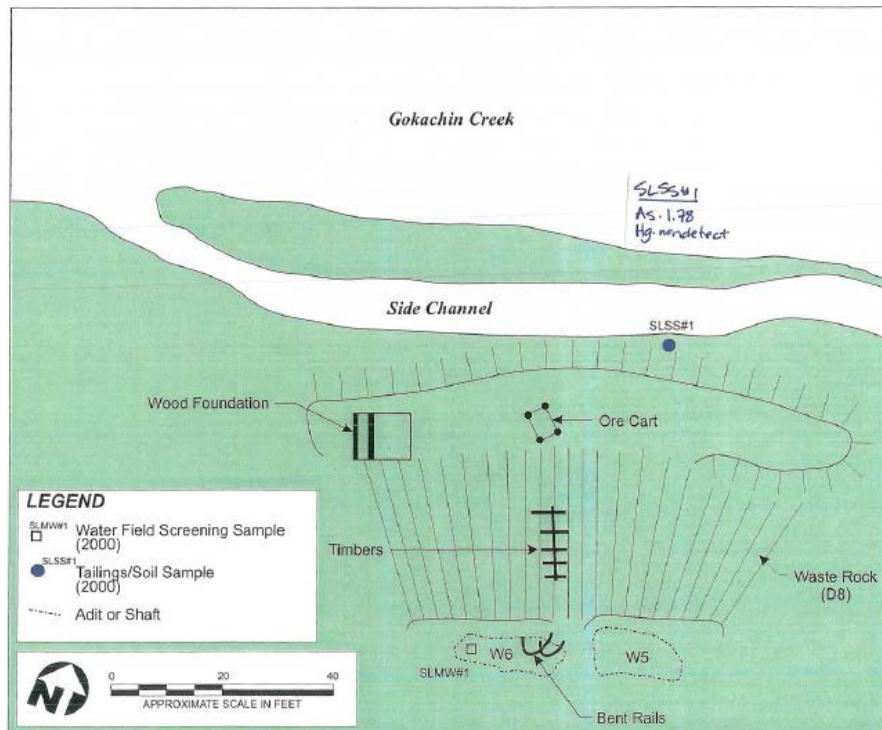 Gokachin Creek
SLSS#1
As - 1.78
Hg - nondetect
Side Channel
SLSS#1
Wood Foundation
Ore Cart
LEGEND
SLMW#1 Water Field Screening Sample
(2000)
SLSS#1 Tailings/Soil Sample
(2000)
Adit or Shaft
Timbers
Waste Rock
(D8)
W6
W5
SLMW#1
Bent Rails
N
0 20 40
APPROXIMATE SCALE IN FEET